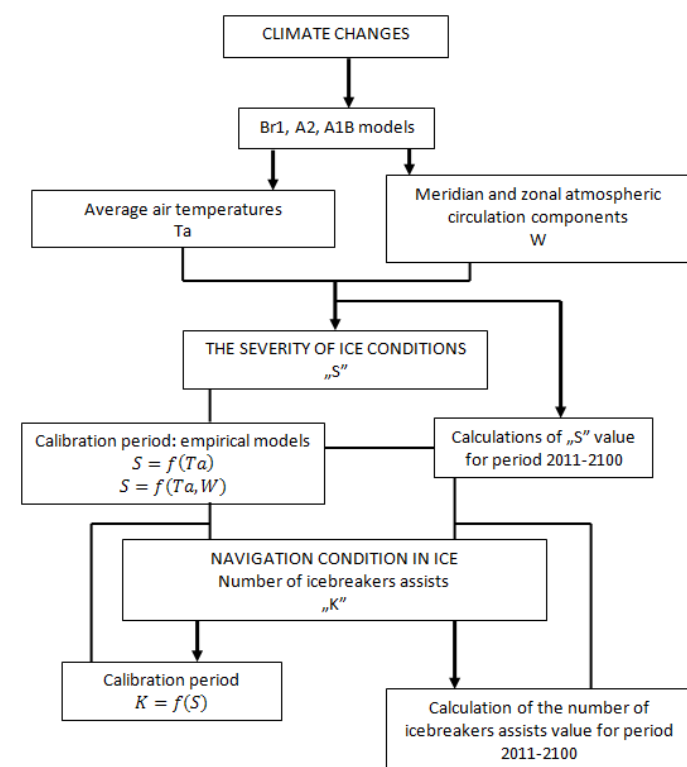 CLIMATE CHANGES
Br1, A2, A1B models
Average air temperatures
Ta
Meridian and zonal atmospheric
circulation components
W
THE SEVERITY OF ICE CONDITIONS
„S”
Calibration period: empirical models
S = f(Ta)
S = f(Ta, W)
Calculations of „S” value
for period 2011-2100
NAVIGATION CONDITION IN ICE
Number of icebreakers assists
„K”
Calibration period
K = f(S)
Calculation of the number of
icebreakers assists value for period
2011-2100